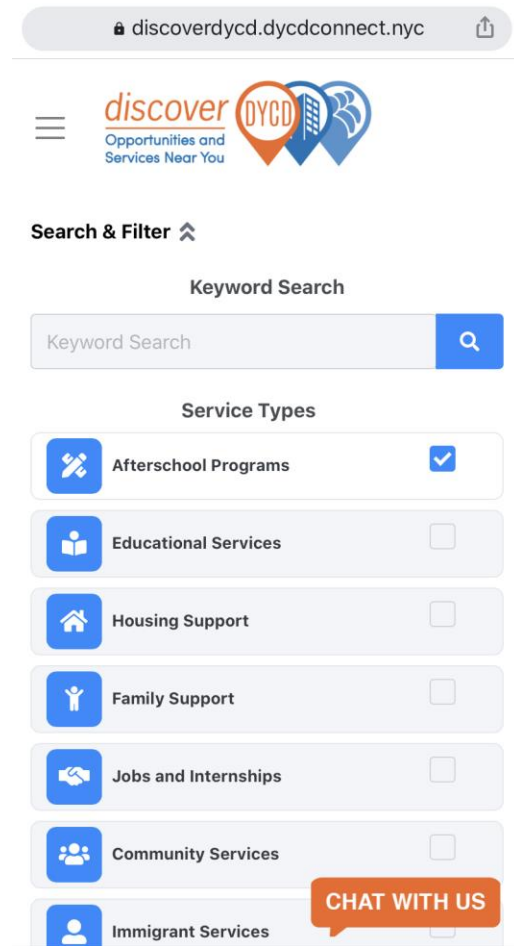 discoverdycd.dycdconnect.nyc
discover
DYCD
Opportunities and
Services Near You
Search & Filter
Keyword Search
Keyword Search
Service Types
Afterschool Programs
Educational Services
Housing Support
Family Support
Jobs and Internships
Community Services
CHAT WITH US
Immigrant Services